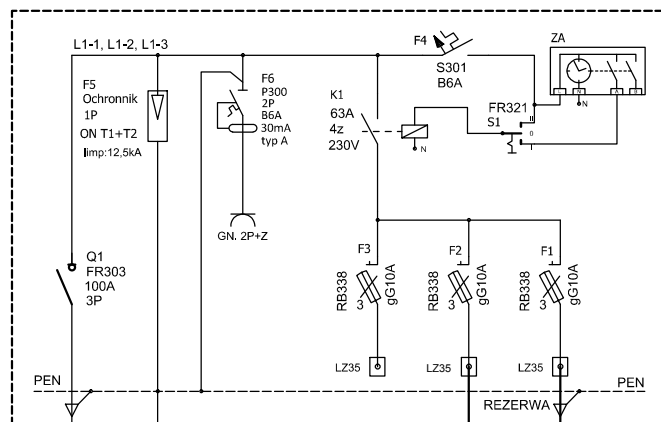 L1-1, L1-2, L1-3
F5
Ochronnik
1P
ON T1+T2
Iimp:12,5kA
F6
P300
2P
B6A
30mA
typ A
GN. 2P+Z
K1
63A
4z
230V
N
F4
S301
B6A
FR321
S1
II
0
I
ZA
N
Q1
FR303
100A
3P
F3
RB338
gG10A
3
F2
RB338
gG10A
3
F1
RB338
gG10A
3
LZ35
LZ35
LZ35
PEN
PEN
REZERWA